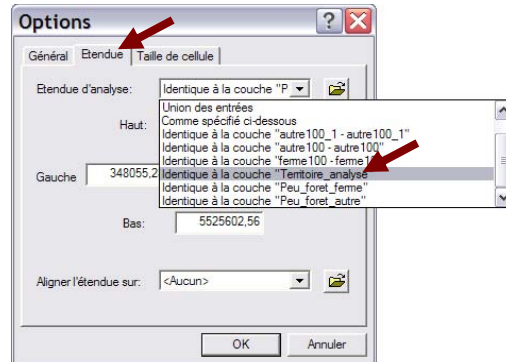 Options
Général Etendue Taille de cellule
Etendue d'analyse: Identique à la couche "P
Union des entrées
Comme spécifié ci-dessous
Haut: Identique à la couche "autre100_1 - autre100_1"
Identique à la couche "autre100 - autre100"
Identique à la couche "ferme100 - ferme1
Gauche 348055,2 Identique à la couche "Territoire_analyse
Identique à la couche "Peu_foret_ferme"
Identique à la couche "Peu_foret_autre"
Bas: 5525602,56
Aligner l'étendue sur: <Aucun>
OK Annuler